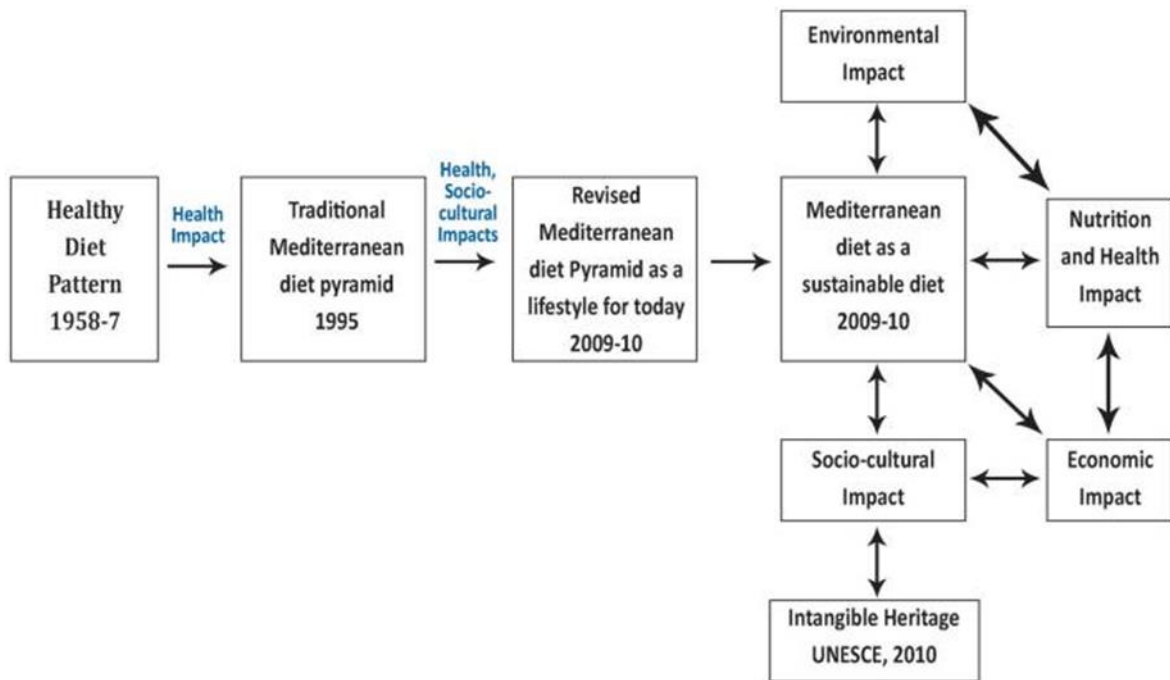 Healthy
Diet
Pattern
1958-7
Health
Impact
Traditional
Mediterranean
diet pyramid
1995
Health,
Socio-
cultural
Impacts
Revised
Mediterranean
diet Pyramid as a
lifestyle for today
2009-10
Environmental
Impact
Mediterranean
diet as a
sustainable diet
2009-10
Nutrition
and Health
Impact
Socio-cultural
Impact
Economic
Impact
Intangible Heritage
UNESCE, 2010